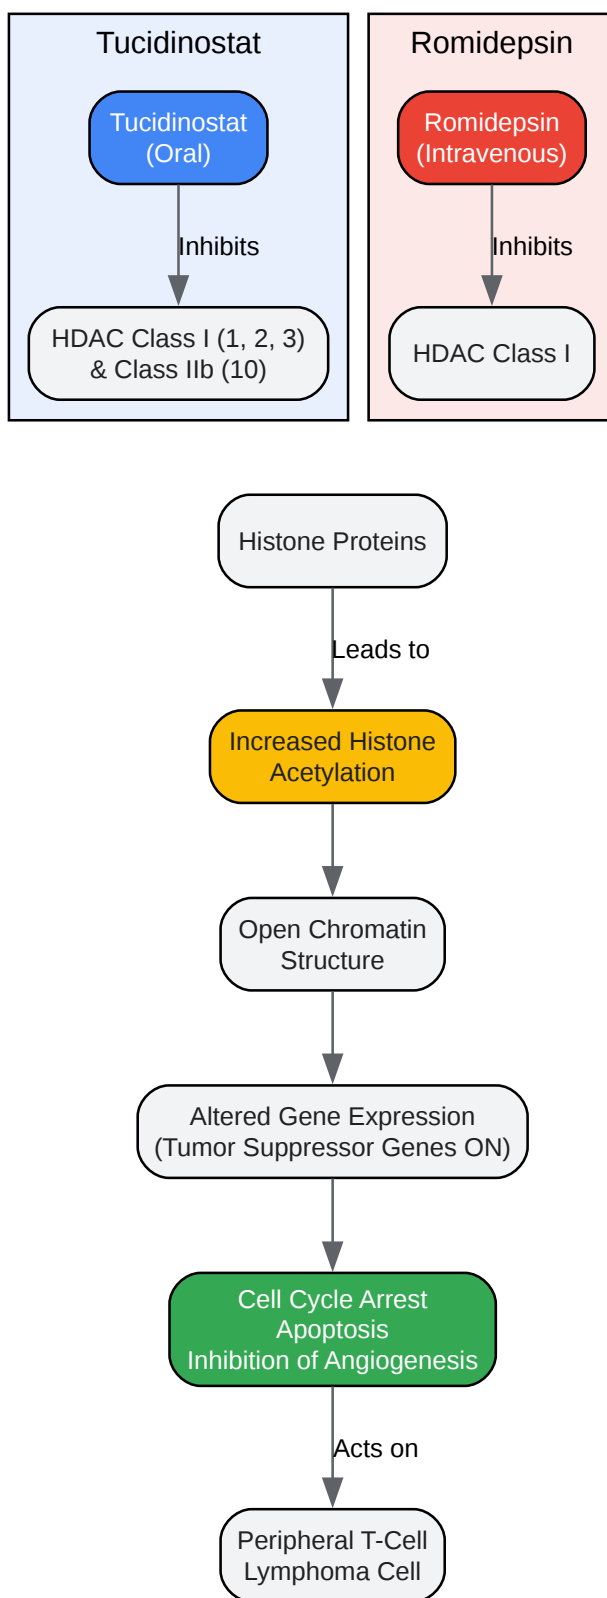 Tucidinostat
Romidepsin
Tucidinostat
(Oral)
Romidepsin
(Intravenous)
Inhibits
Inhibits
HDAC Class I (1, 2, 3)
& Class IIb (10)
HDAC Class I
Histone Proteins
Leads to
Increased Histone
Acetylation
Open Chromatin
Structure
Altered Gene Expression
(Tumor Suppressor Genes ON)
Cell Cycle Arrest
Apoptosis
Inhibition of Angiogenesis
Acts on
Peripheral T-Cell
Lymphoma Cell